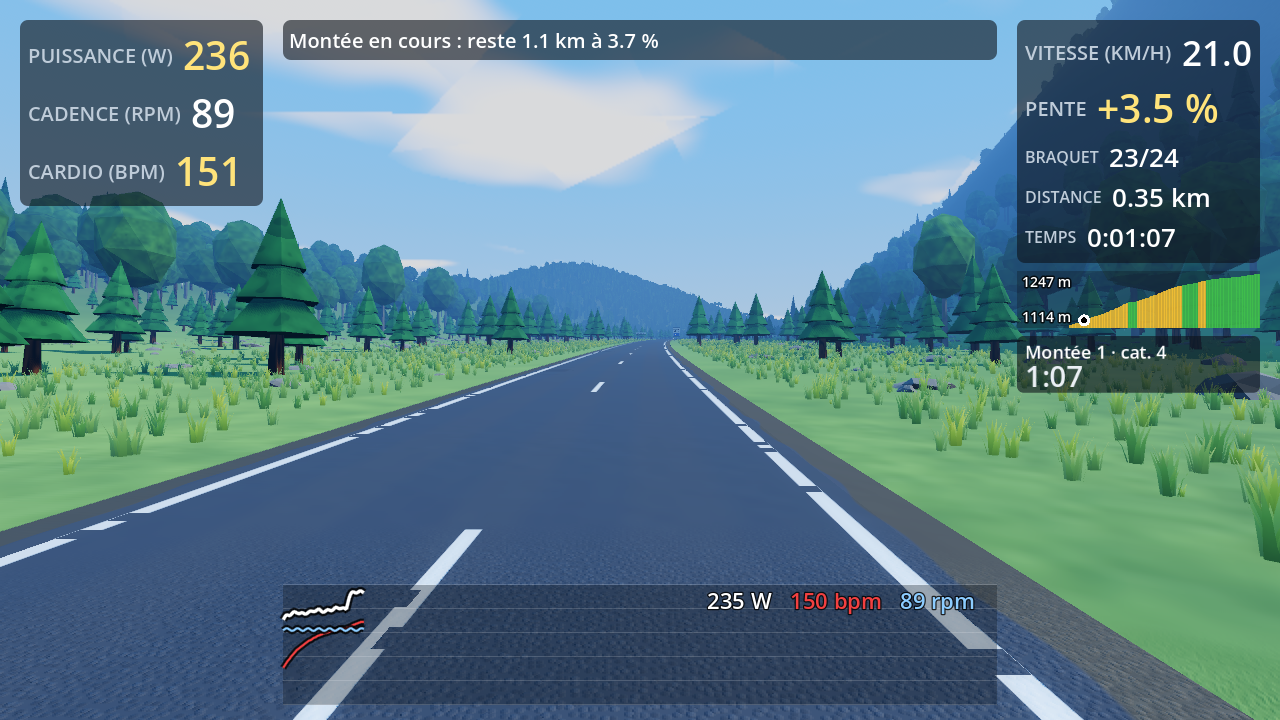 PUISSANCE (W) 236
CADENCE (RPM) 89
CARDIO (BPM) 151
Montée en cours : reste 1.1 km à 3.7 %
VITESSE (KM/H) 21.0
PENTE +3.5 %
BRAQUET 23/24
DISTANCE 0.35 km
TEMPS 0:01:07
1247 m
1114 m
Montée 1 · cat. 4
1:07
235 W 150 bpm 89 rpm